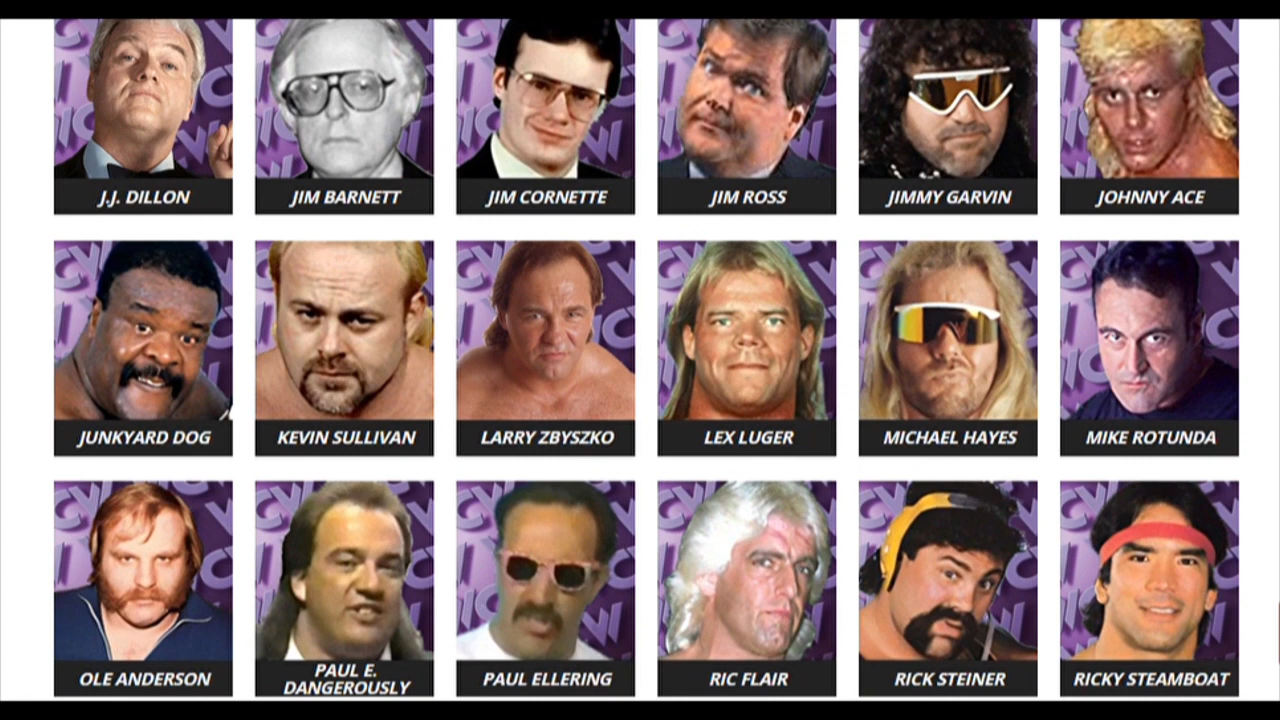 J.J. DILLON
JIM BARNETT
JIM CORNETTE
JIM ROSS
JIMMY GARVIN
JOHNNY ACE
JUNKYARD DOG
KEVIN SULLIVAN
LARRY ZBYSZKO
LEX LUGER
MICHAEL HAYES
MIKE ROTUNDA
OLE ANDERSON
PAUL E.
DANGEROUSLY
PAUL ELLERING
RIC FLAIR
RICK STEINER
RICKY STEAMBOAT